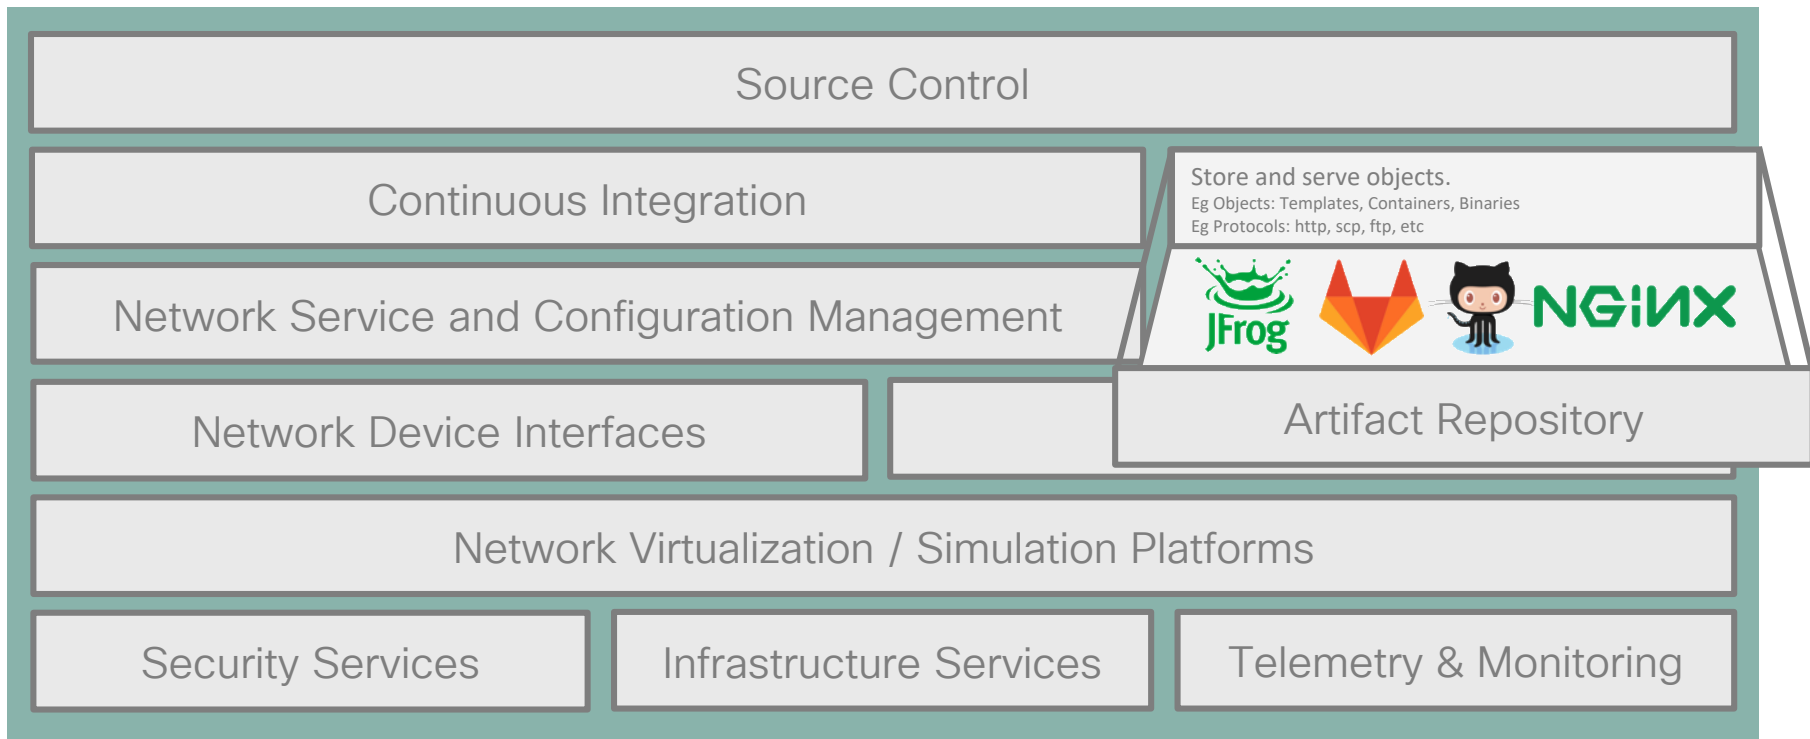 Source Control
Continuous Integration
Store and serve objects.
Eg Objects: Templates, Containers, Binaries
Eg Protocols: http, scp, ftp, etc
Network Service and Configuration Management
JFrog
NGINX
Network Device Interfaces
Artifact Repository
Network Virtualization / Simulation Platforms
Security Services
Infrastructure Services
Telemetry & Monitoring